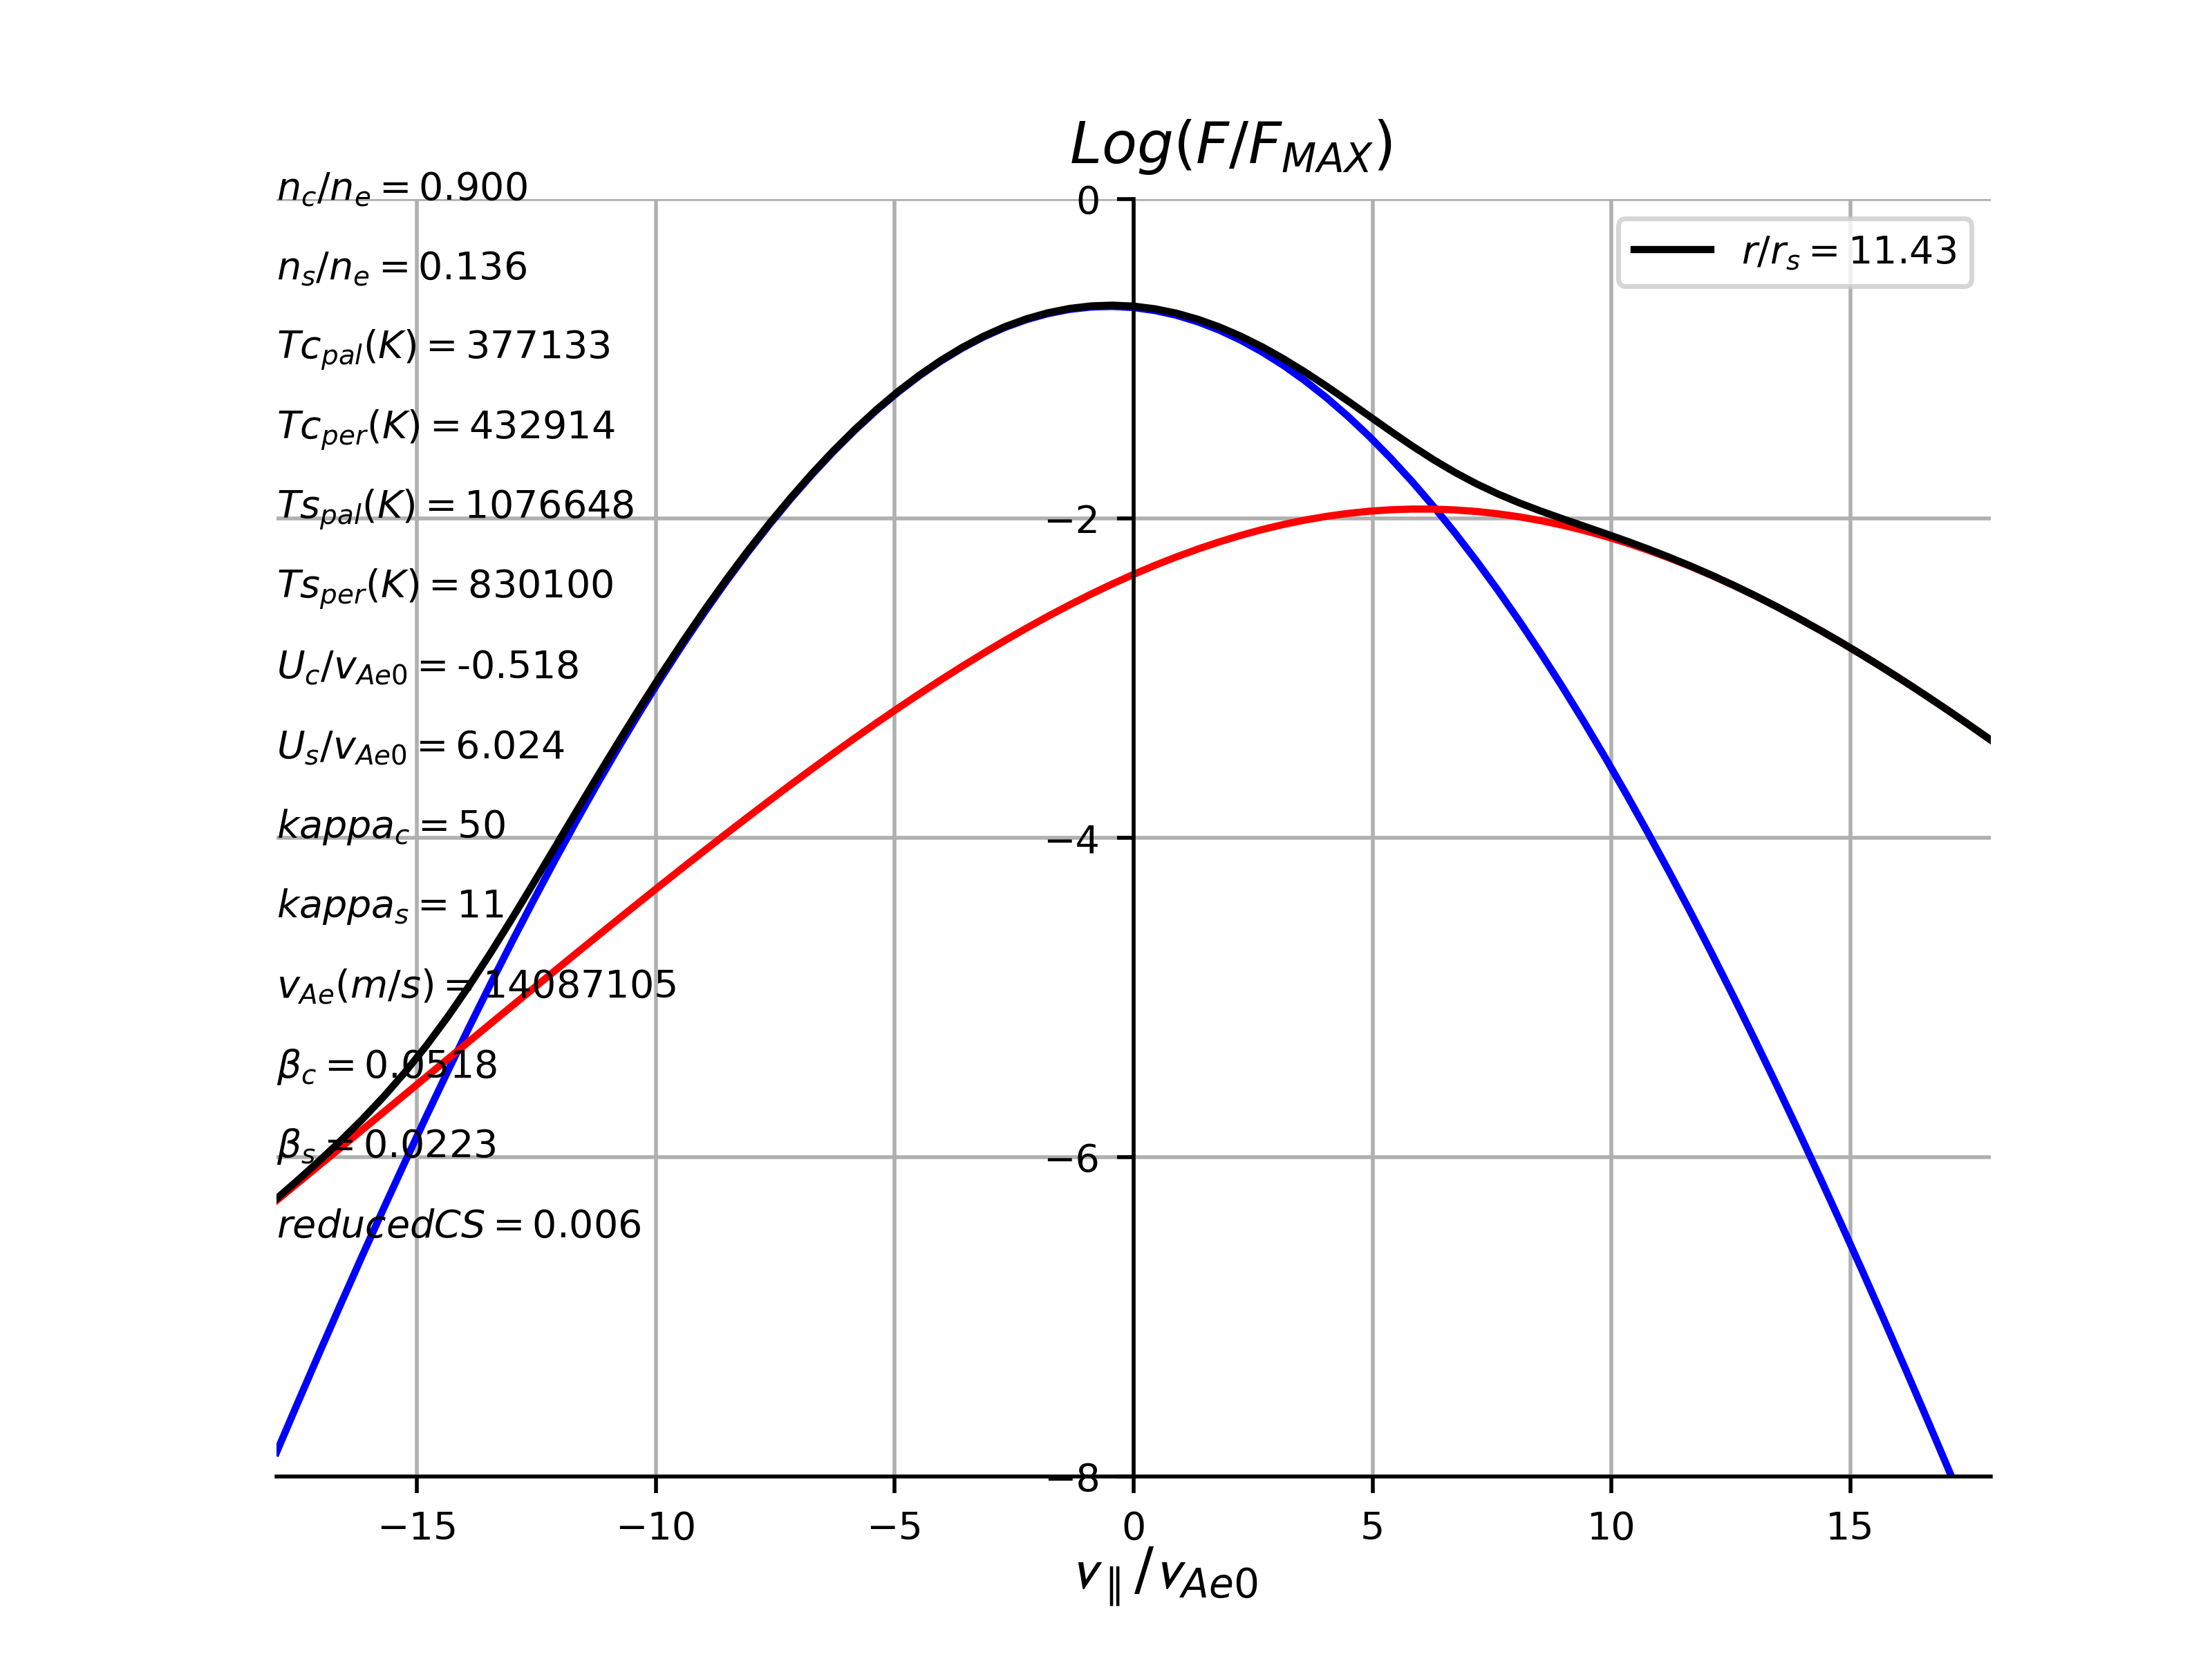 Log(F/F_MAX)
n_c/n_e = 0.900
0
n_s/n_e = 0.136
r/r_s = 11.43
Tc_pal(K) = 377133
Tc_per(K) = 432914
Ts_pal(K) = 1076648
−2
Ts_per(K) = 830100
U_c/v_Ae0 = -0.518
U_s/v_Ae0 = 6.024
kappa_c = 50
−4
kappa_s = 11
v_Ae(m/s) = 14087105
β_c = 0.0518
β_s = 0.0223
−6
reducedCS = 0.006
−8
−15 −10 −5 0 5 10 15
v_∥/v_Ae0